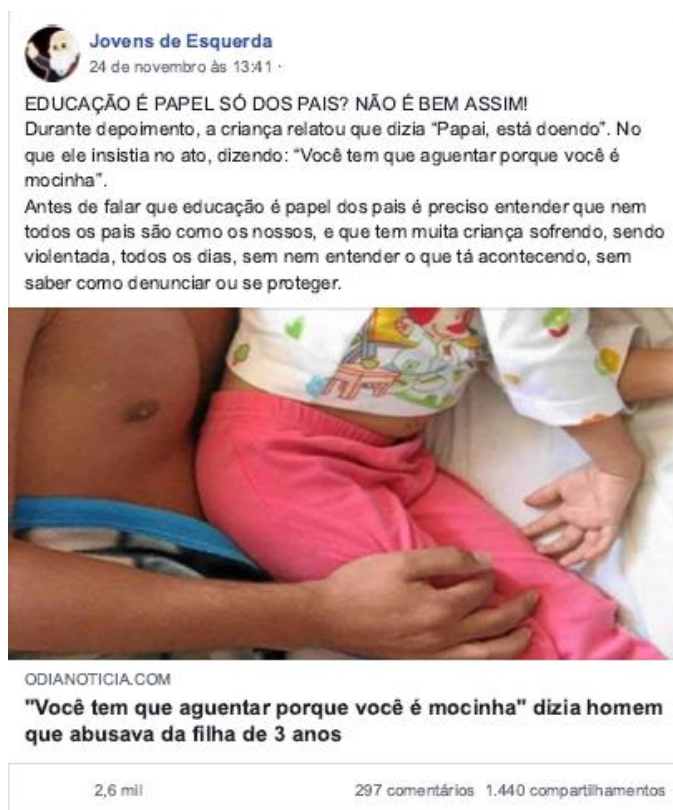 Jovens de Esquerda
24 de novembro às 13:41 ·
EDUCAÇÃO É PAPEL SÓ DOS PAIS? NÃO É BEM ASSIM!
Durante depoimento, a criança relatou que dizia “Papai, está doendo”. No
que ele insistia no ato, dizendo: “Você tem que aguentar porque você é
mocinha”.
Antes de falar que educação é papel dos pais é preciso entender que nem
todos os pais são como os nossos, e que tem muita criança sofrendo, sendo
violentada, todos os dias, sem nem entender o que tá acontecendo, sem
saber como denunciar ou se proteger.
ODIANOTICIA.COM
"Você tem que aguentar porque você é mocinha" dizia homem
que abusava da filha de 3 anos
2,6 mil 297 comentários 1.440 compartilhamentos